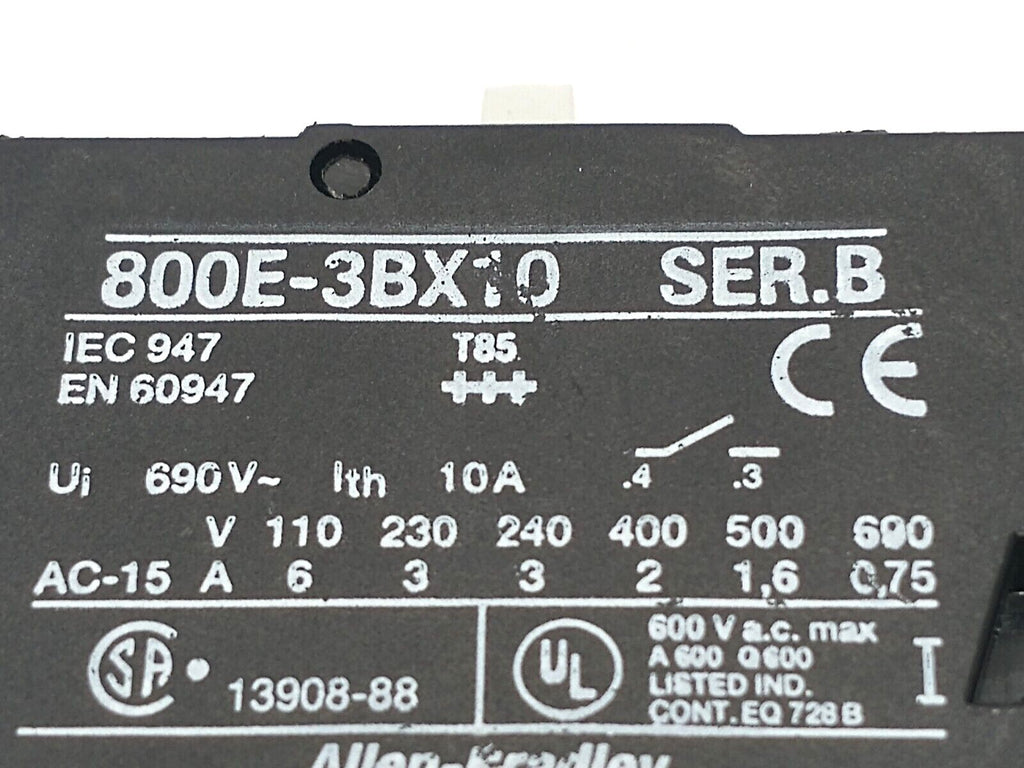 800E-3BX10 SER.B
IEC 947 T85 CE
EN 60947
Ui 690V~ Ith 10A .4 .3
V 110 230 240 400 500 690
AC-15 A 6 3 3 2 1,6 0,75
SA 13908-88
UL 600 V a.c. max
A 600 Q 600
LISTED IND.
CONT. EQ 728 B
I
Allen-Bradley